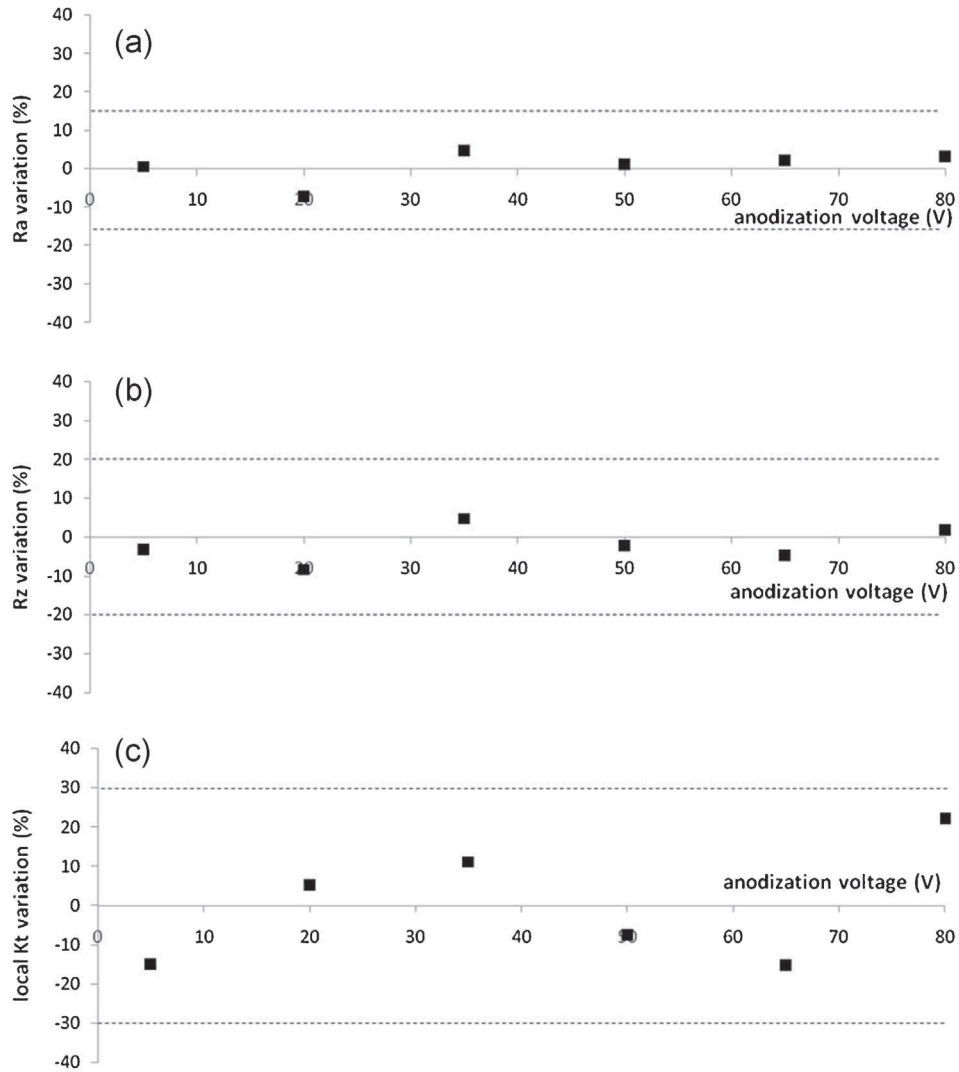 (a)
Ra variation (%)
40
30
20
10
0
-10
-20
-30
-40
0 10 20 30 40 50 60 70 80
anodization voltage (V)
(b)
Rz variation (%)
40
30
20
10
0
-10
-20
-30
-40
0 10 20 30 40 50 60 70 80
anodization voltage (V)
(c)
local Kt variation (%)
40
30
20
10
0
-10
-20
-30
-40
anodization voltage (V)
0 10 20 30 40 50 60 70 80